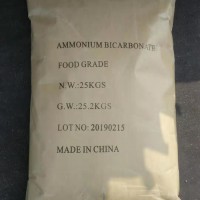 AMMONIUM BICARBONATE
FOOD GRADE
N.W.:25KGS
G.W.:25.2KGS
LOT NO: 20190215
MADE IN CHINA